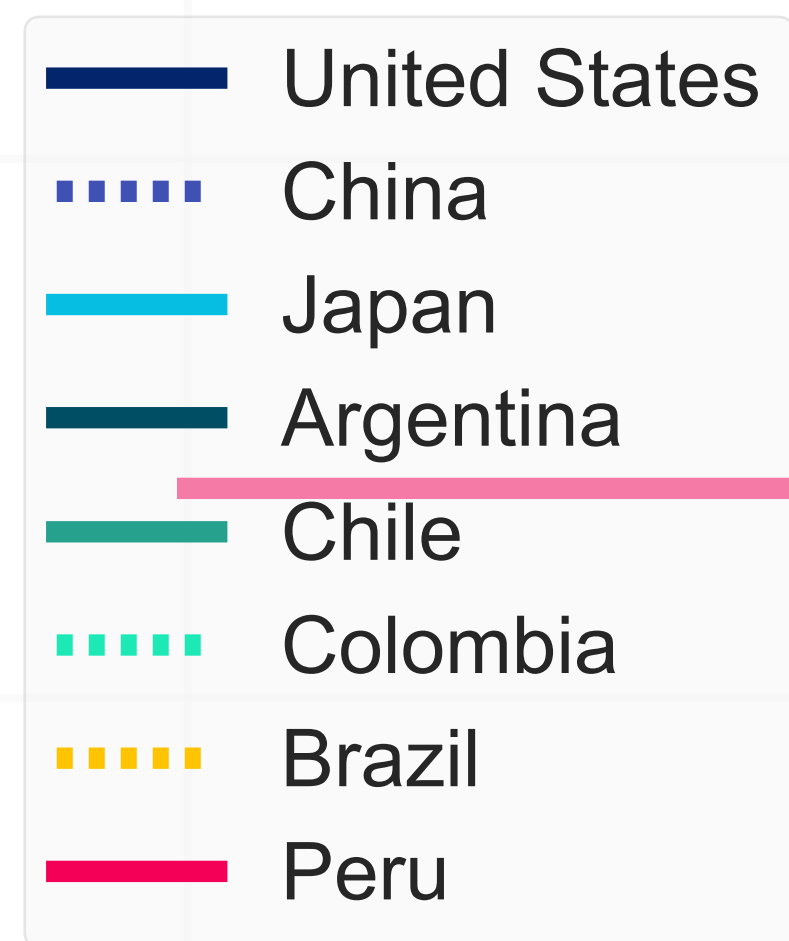 United States
China
Japan
Argentina
Chile
Colombia
Brazil
Peru